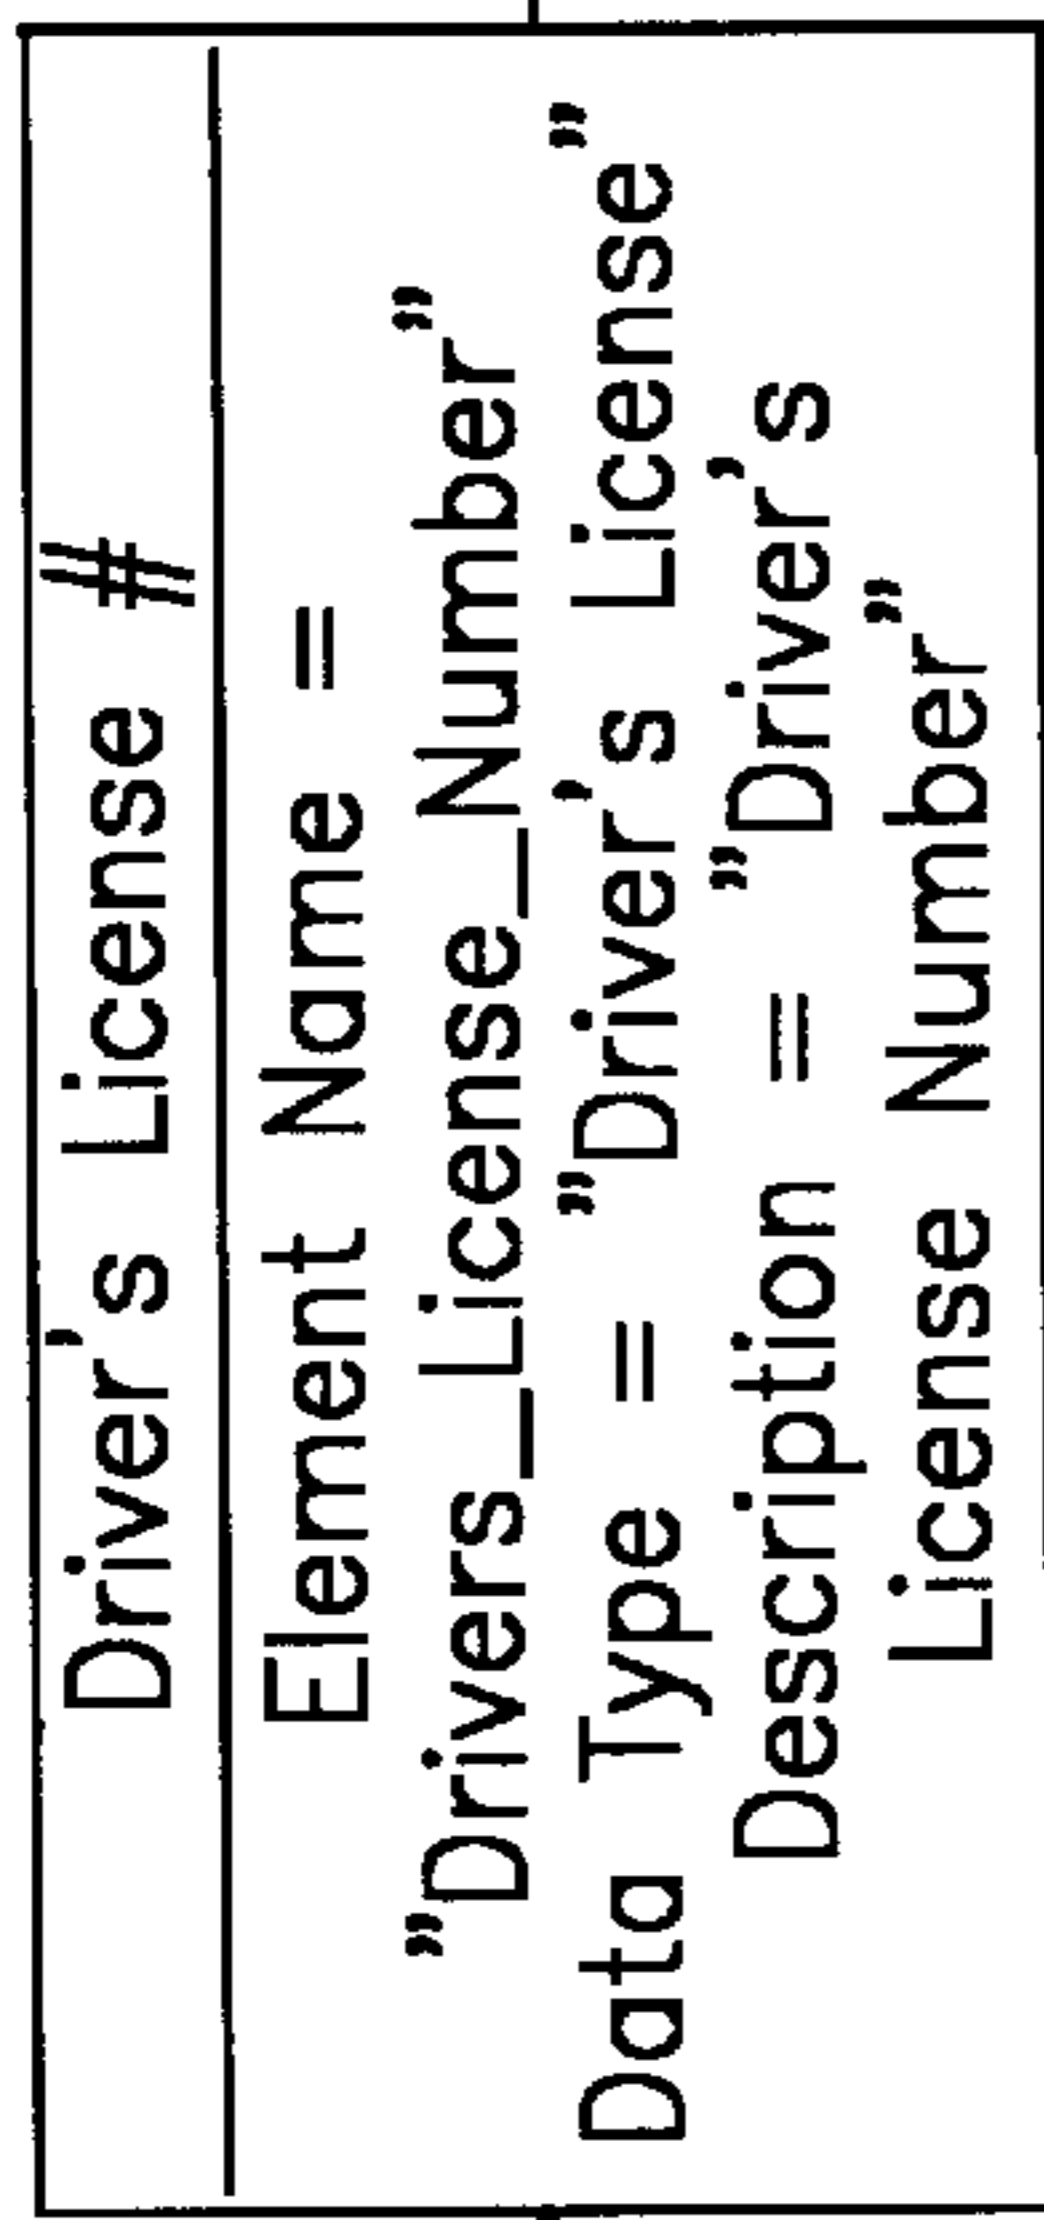 Driver's License #
Element Name =
"Drivers_License_Number"
Data Type = "Driver's License"
Description = "Driver's
License Number"